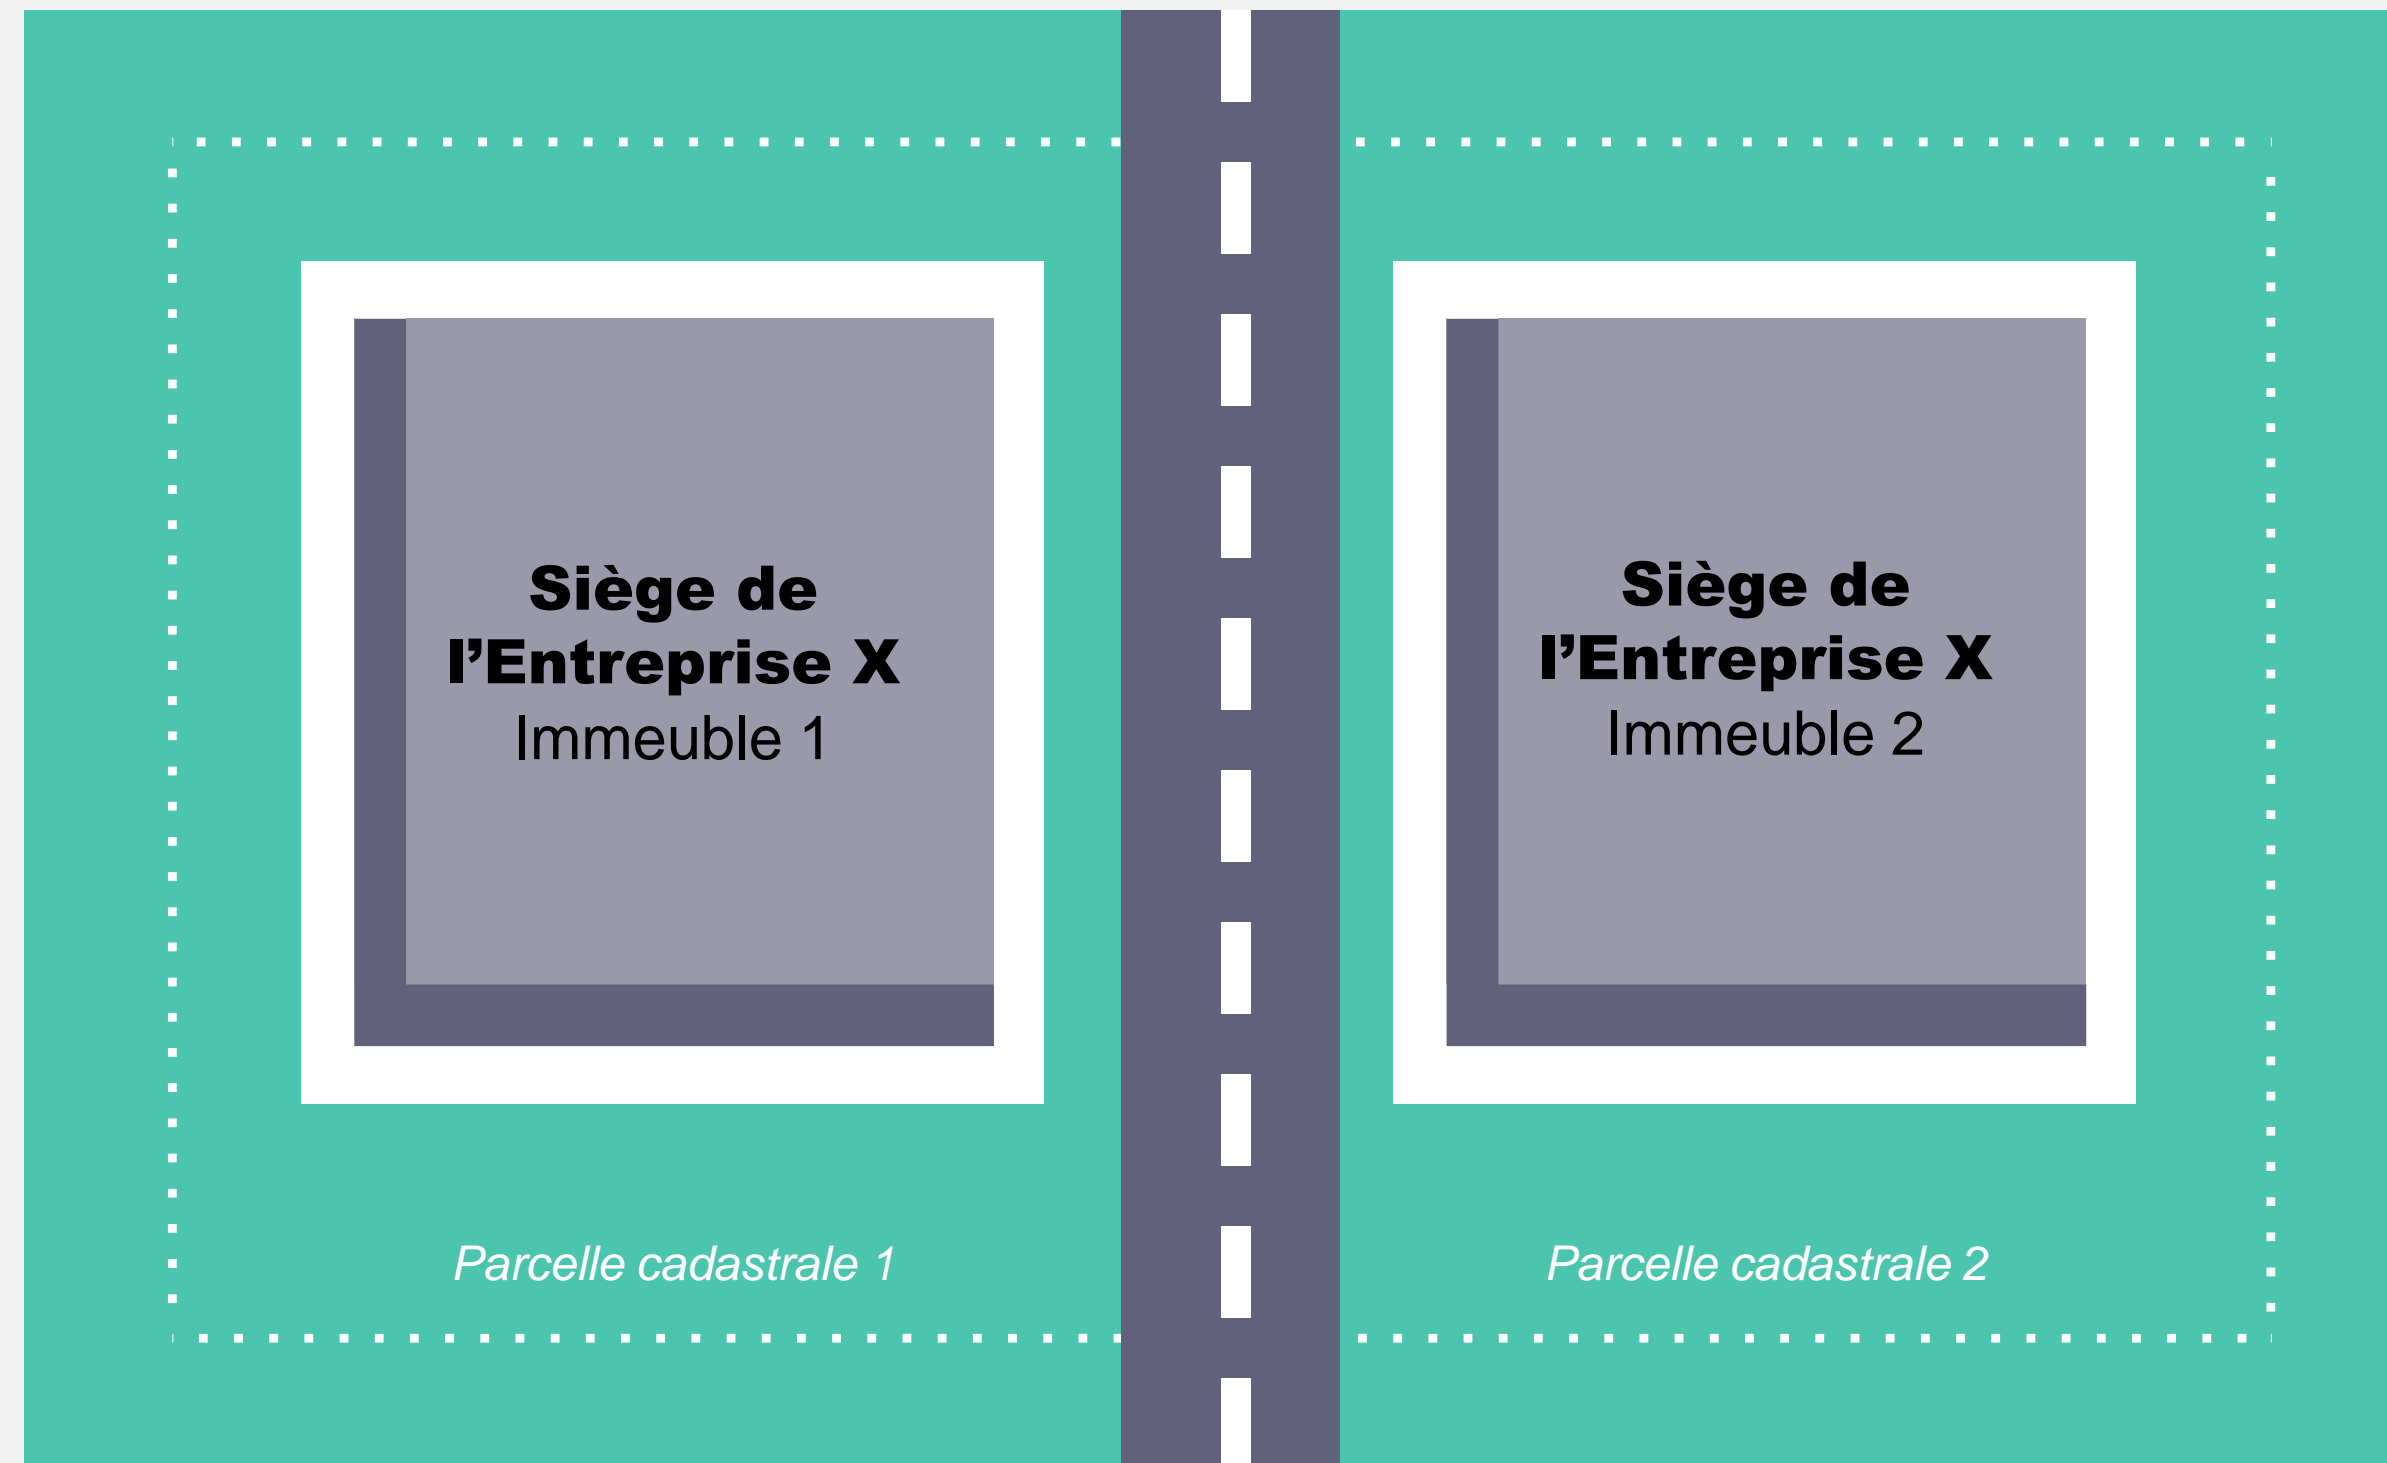 Siège de
l’Entreprise X
Immeuble 1
Siège de
l’Entreprise X
Immeuble 2
Parcelle cadastrale 1
Parcelle cadastrale 2